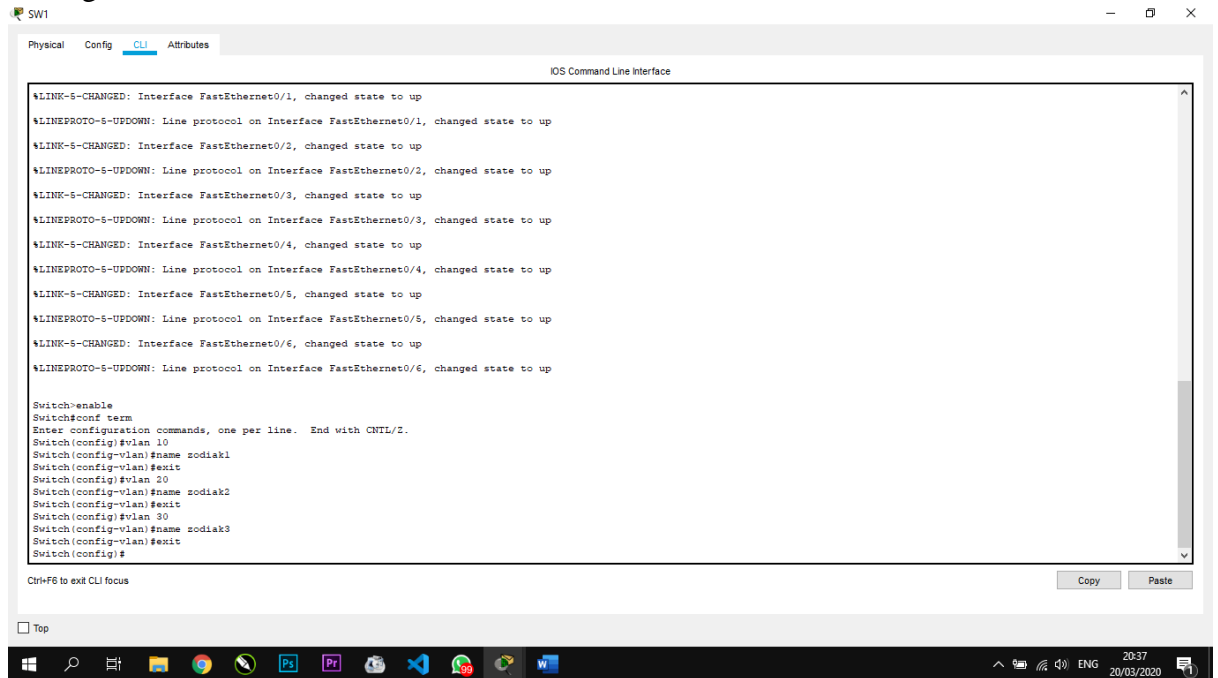 SW1
Physical Config CLI Attributes
IOS Command Line Interface
%LINK-5-CHANGED: Interface FastEthernet0/1, changed state to up
%LINEPROTO-5-UPDOWN: Line protocol on Interface FastEthernet0/1, changed state to up
%LINK-5-CHANGED: Interface FastEthernet0/2, changed state to up
%LINEPROTO-5-UPDOWN: Line protocol on Interface FastEthernet0/2, changed state to up
%LINK-5-CHANGED: Interface FastEthernet0/3, changed state to up
%LINEPROTO-5-UPDOWN: Line protocol on Interface FastEthernet0/3, changed state to up
%LINK-5-CHANGED: Interface FastEthernet0/4, changed state to up
%LINEPROTO-5-UPDOWN: Line protocol on Interface FastEthernet0/4, changed state to up
%LINK-5-CHANGED: Interface FastEthernet0/5, changed state to up
%LINEPROTO-5-UPDOWN: Line protocol on Interface FastEthernet0/5, changed state to up
%LINK-5-CHANGED: Interface FastEthernet0/6, changed state to up
%LINEPROTO-5-UPDOWN: Line protocol on Interface FastEthernet0/6, changed state to up
Switch>enable
Switch#conf term
Enter configuration commands, one per line. End with CNTL/Z.
Switch(config)#vlan 10
Switch(config-vlan)#name zodiak1
Switch(config-vlan)#exit
Switch(config)#vlan 20
Switch(config-vlan)#name zodiak2
Switch(config-vlan)#exit
Switch(config)#vlan 30
Switch(config-vlan)#name zodiak3
Switch(config-vlan)#exit
Switch(config)#
Ctrl+F6 to exit CLI focus
Copy Paste
Top
Ps Pr 99 W ENG 20:37
20/03/2020 1